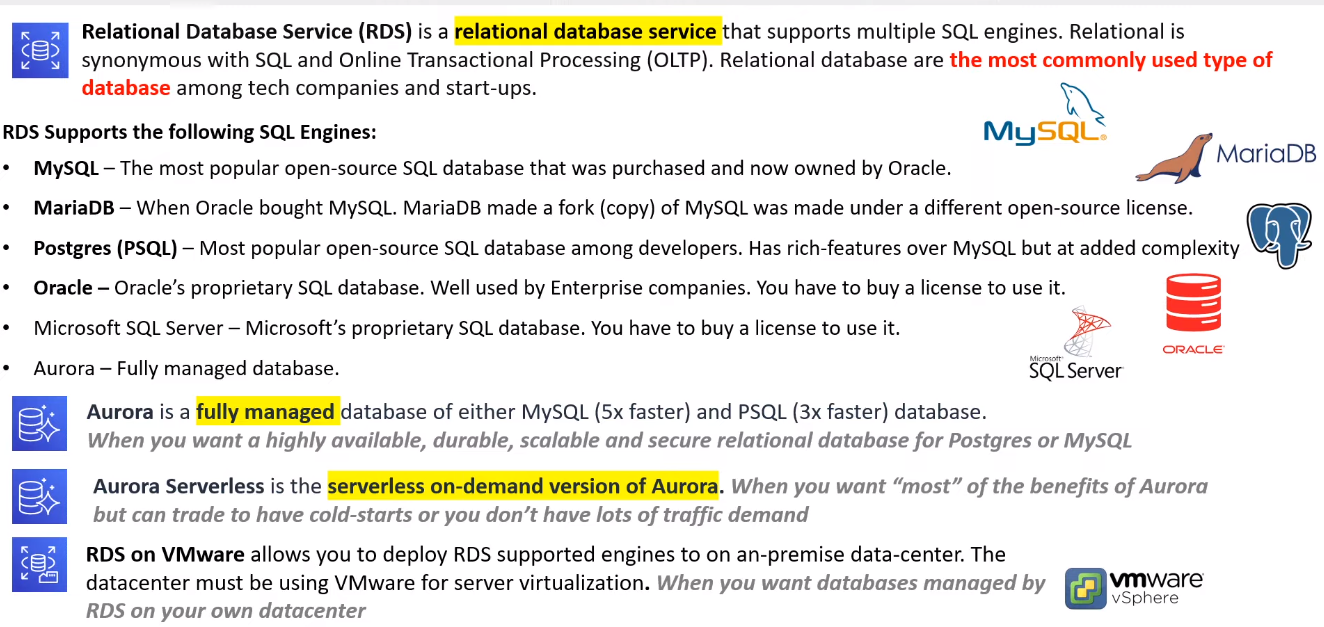 Relational Database Service (RDS) is a relational database service that supports multiple SQL engines. Relational is
synonymous with SQL and Online Transactional Processing (OLTP). Relational database are the most commonly used type of
database among tech companies and start-ups.
MySQL®
RDS Supports the following SQL Engines:
MariaDB
• MySQL – The most popular open-source SQL database that was purchased and now owned by Oracle.
• MariaDB – When Oracle bought MySQL. MariaDB made a fork (copy) of MySQL was made under a different open-source license.
• Postgres (PSQL) – Most popular open-source SQL database among developers. Has rich-features over MySQL but at added complexity
• Oracle – Oracle's proprietary SQL database. Well used by Enterprise companies. You have to buy a license to use it.
• Microsoft SQL Server – Microsoft's proprietary SQL database. You have to buy a license to use it.
ORACLE
Microsoft
SQL Server
• Aurora – Fully managed database.
Aurora is a fully managed database of either MySQL (5x faster) and PSQL (3x faster) database.
When you want a highly available, durable, scalable and secure relational database for Postgres or MySQL
Aurora Serverless is the serverless on-demand version of Aurora. When you want “most” of the benefits of Aurora
but can trade to have cold-starts or you don't have lots of traffic demand
RDS on VMware allows you to deploy RDS supported engines to on an-premise data-center. The
datacenter must be using VMware for server virtualization. When you want databases managed by
RDS on your own datacenter
vmware
vSphere